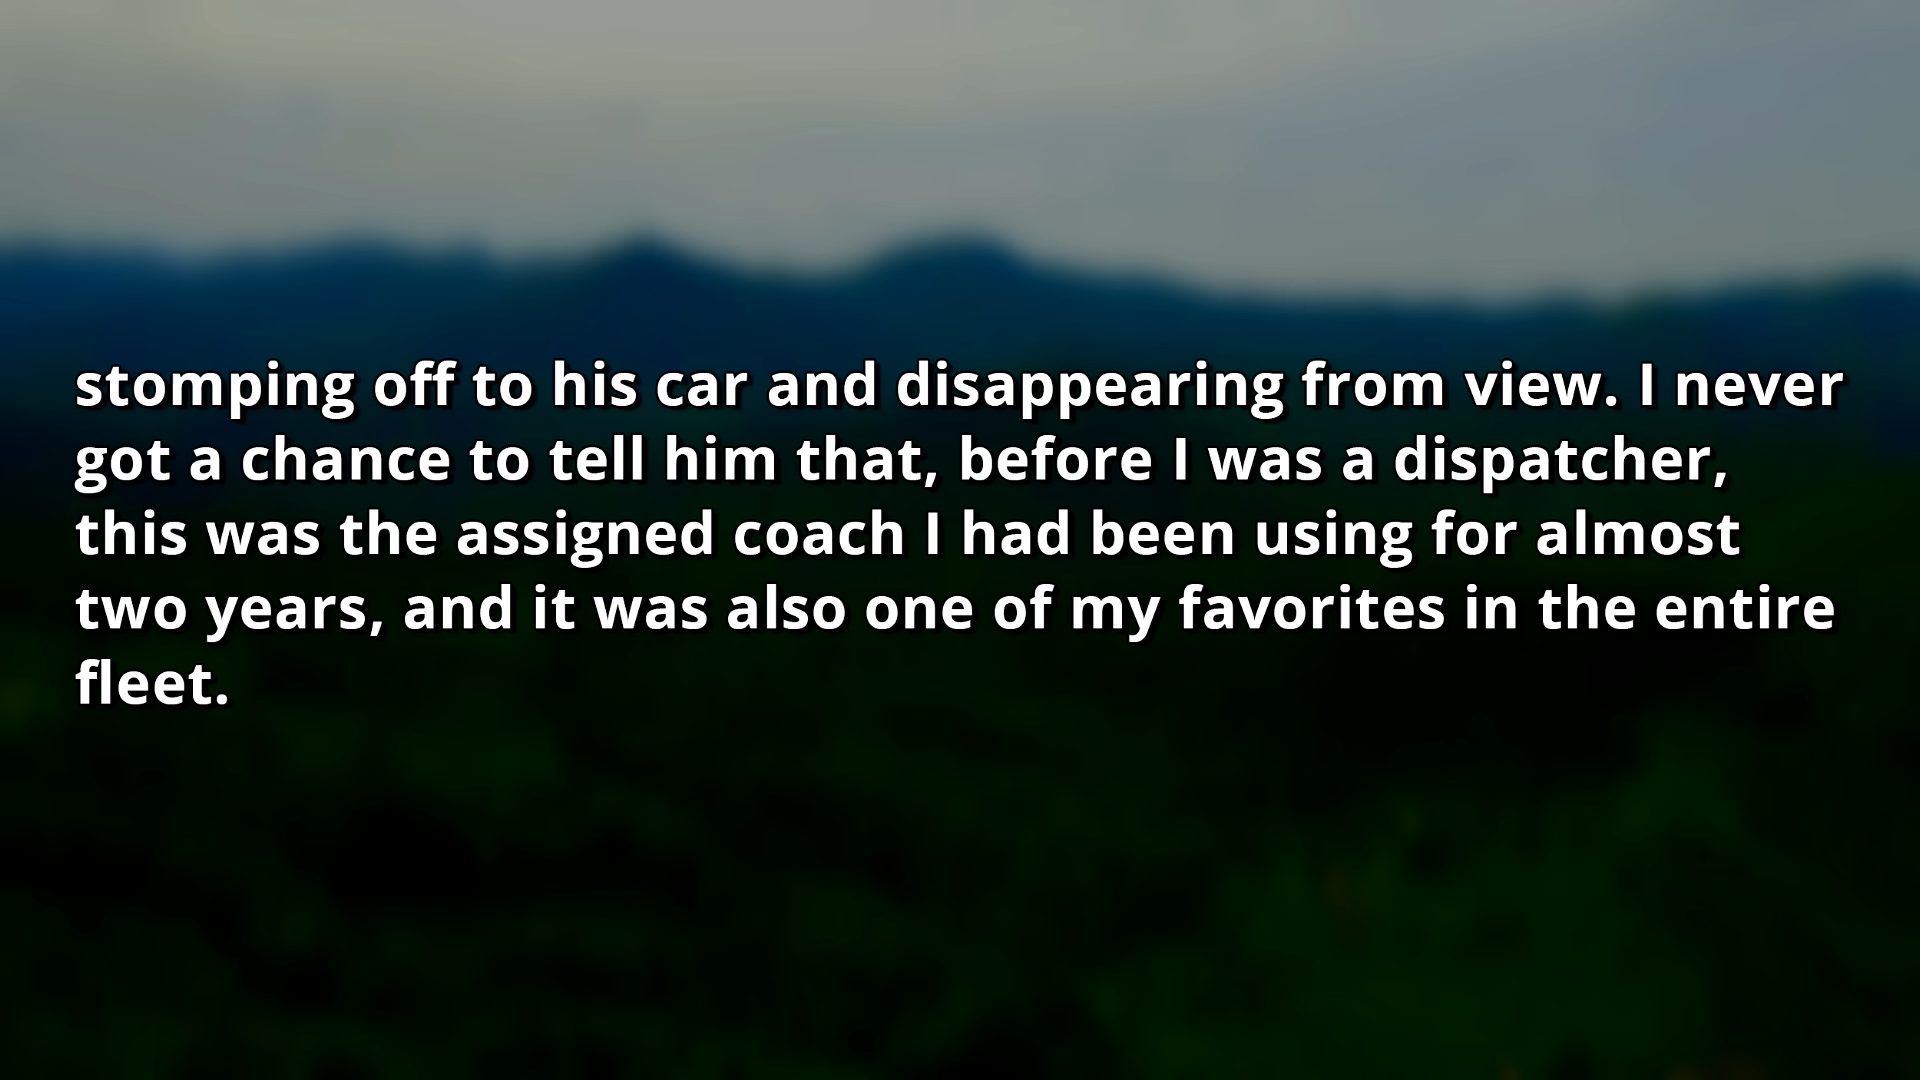 stomping off to his car and disappearing from view. I never
got a chance to tell him that, before I was a dispatcher,
this was the assigned coach I had been using for almost
two years, and it was also one of my favorites in the entire
fleet.